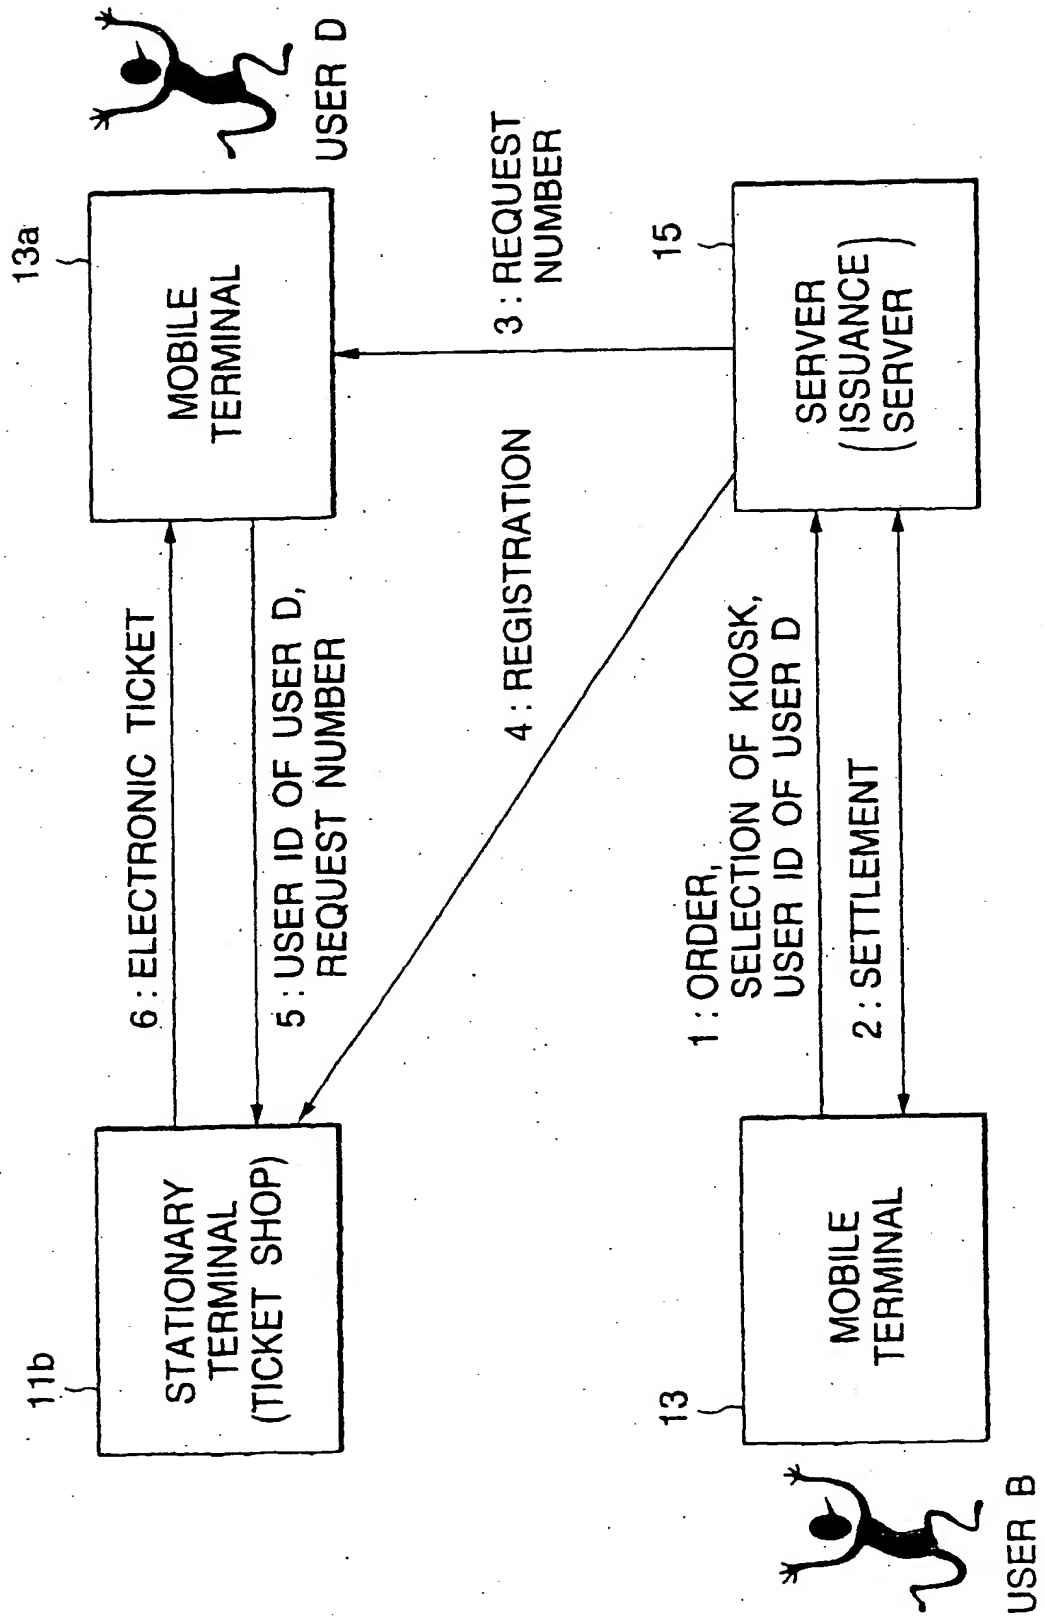 11b
STATIONARY
TERMINAL
(TICKET SHOP)
6 : ELECTRONIC TICKET
5 : USER ID OF USER D,
REQUEST NUMBER
13a
MOBILE
TERMINAL
USER D
4 : REGISTRATION
3 : REQUEST
NUMBER
13
MOBILE
TERMINAL
USER B
1 : ORDER,
SELECTION OF KIOSK,
USER ID OF USER D
2 : SETTLEMENT
15
SERVER
(ISSUANCE)
(SERVER)